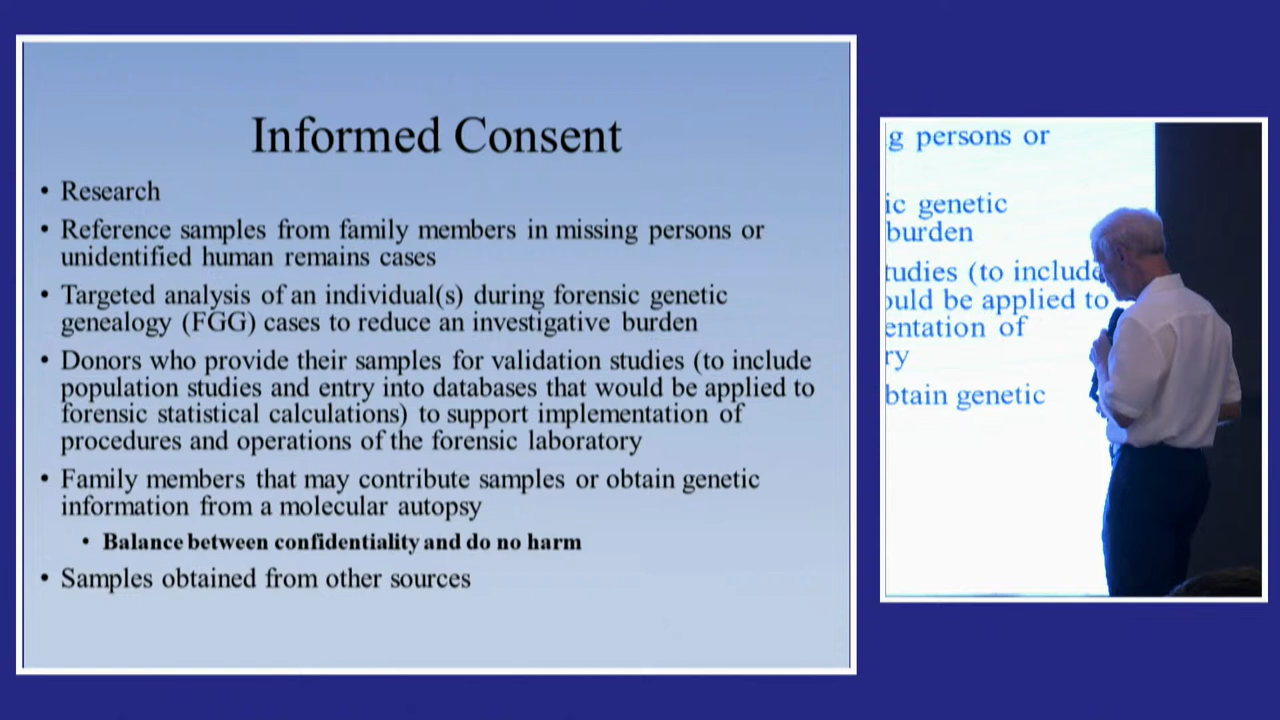 Informed Consent
• Research
• Reference samples from family members in missing persons or
unidentified human remains cases
• Targeted analysis of an individual(s) during forensic genetic
genealogy (FGG) cases to reduce an investigative burden
• Donors who provide their samples for validation studies (to include
population studies and entry into databases that would be applied to
forensic statistical calculations) to support implementation of
procedures and operations of the forensic laboratory
• Family members that may contribute samples or obtain genetic
information from a molecular autopsy
• Balance between confidentiality and do no harm
• Samples obtained from other sources
g persons or
ic genetic
burden
tudies (to include
ould be applied to
entation of
ry
btain genetic